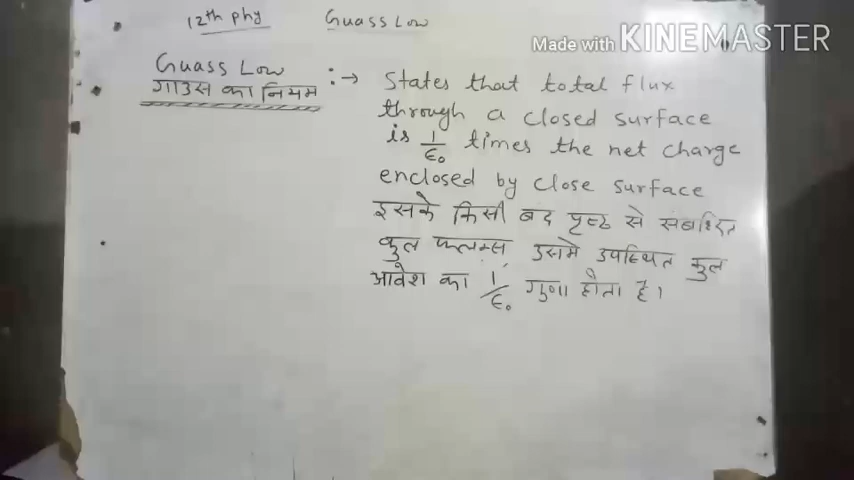 12th phy Guass Low
Made with KINEMASTER
Guass Low :→ States that total flux
गाउस का नियम through a closed surface
is 1/ε₀ times the net charge
enclosed by close surface
इसके किसी बंद पृष्ठ से संबंधित
कुल फ्लक्स उसमे उपस्थित कुल
आवेश का 1/ε₀ गुणा होता है।